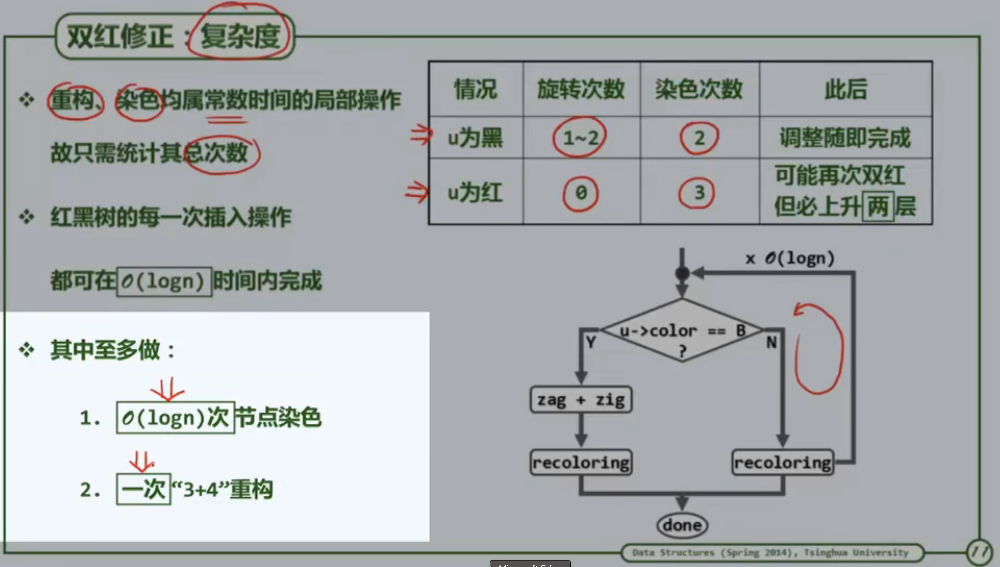 双红修正：复杂度
❖ 重构、染色均属常数时间的局部操作
故只需统计其总次数
❖ 红黑树的每一次插入操作
都可在O(logn)时间内完成
❖ 其中至多做：
1. O(logn)次节点染色
2. 一次“3+4”重构
情况 旋转次数 染色次数 此后
u为黑 1~2 2 调整随即完成
u为红 0 3 可能再次双红
但必上升两层
x O(logn)
u->color == B
?
Y N
zag + zig
recoloring recoloring
done
Data Structures (Spring 2014), Tsinghua University
11